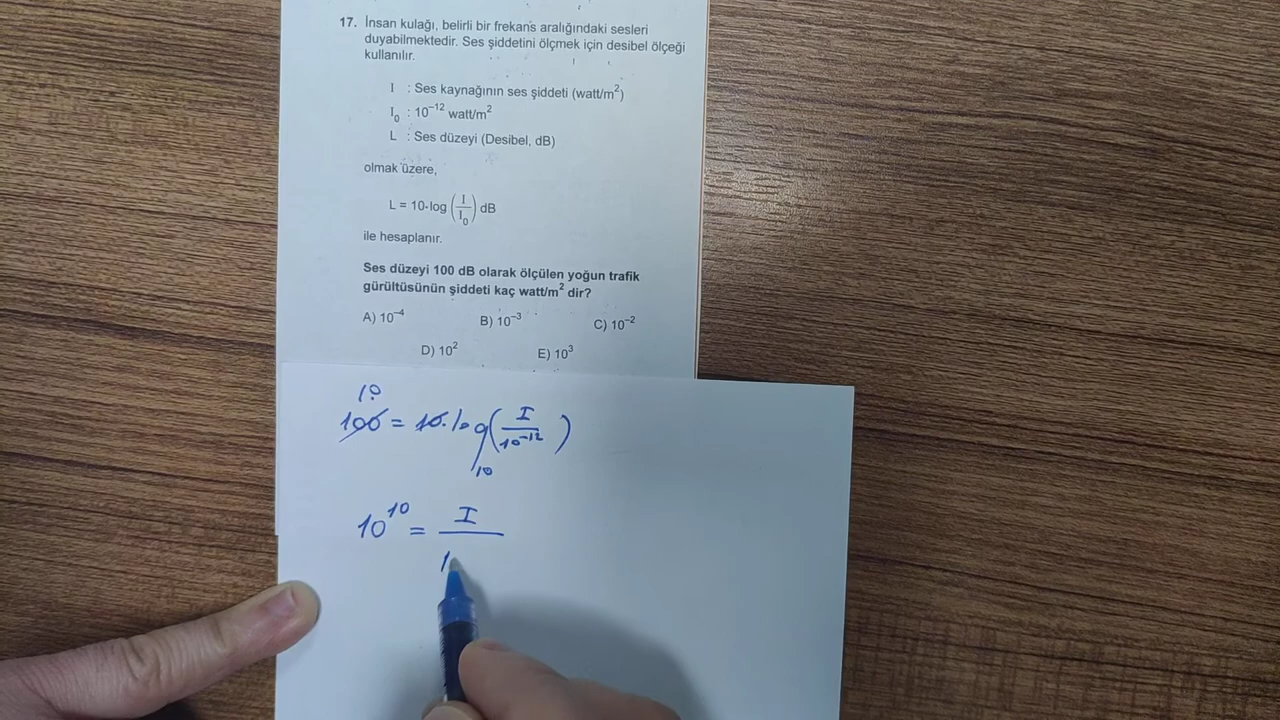 17. İnsan kulağı, belirli bir frekans aralığındaki sesleri
duyabilmektedir. Ses şiddetini ölçmek için desibel ölçeği
kullanılır.
I : Ses kaynağının ses şiddeti (watt/m²)
I₀ : 10⁻¹² watt/m²
L : Ses düzeyi (Desibel, dB)
olmak üzere,
L = 10·log (I/I₀) dB
ile hesaplanır.
Ses düzeyi 100 dB olarak ölçülen yoğun trafik
gürültüsünün şiddeti kaç watt/m² dir?
A) 10⁻⁴ B) 10⁻³ C) 10⁻²
D) 10² E) 10³
10
100 = 10.log₁₀(I/10⁻¹²)
10¹⁰ = I/1